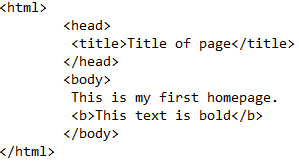 <html>
<head>
<title>Title of page</title>
</head>
<body>
This is my first homepage.
<b>This text is bold</b>
</body>
</html>